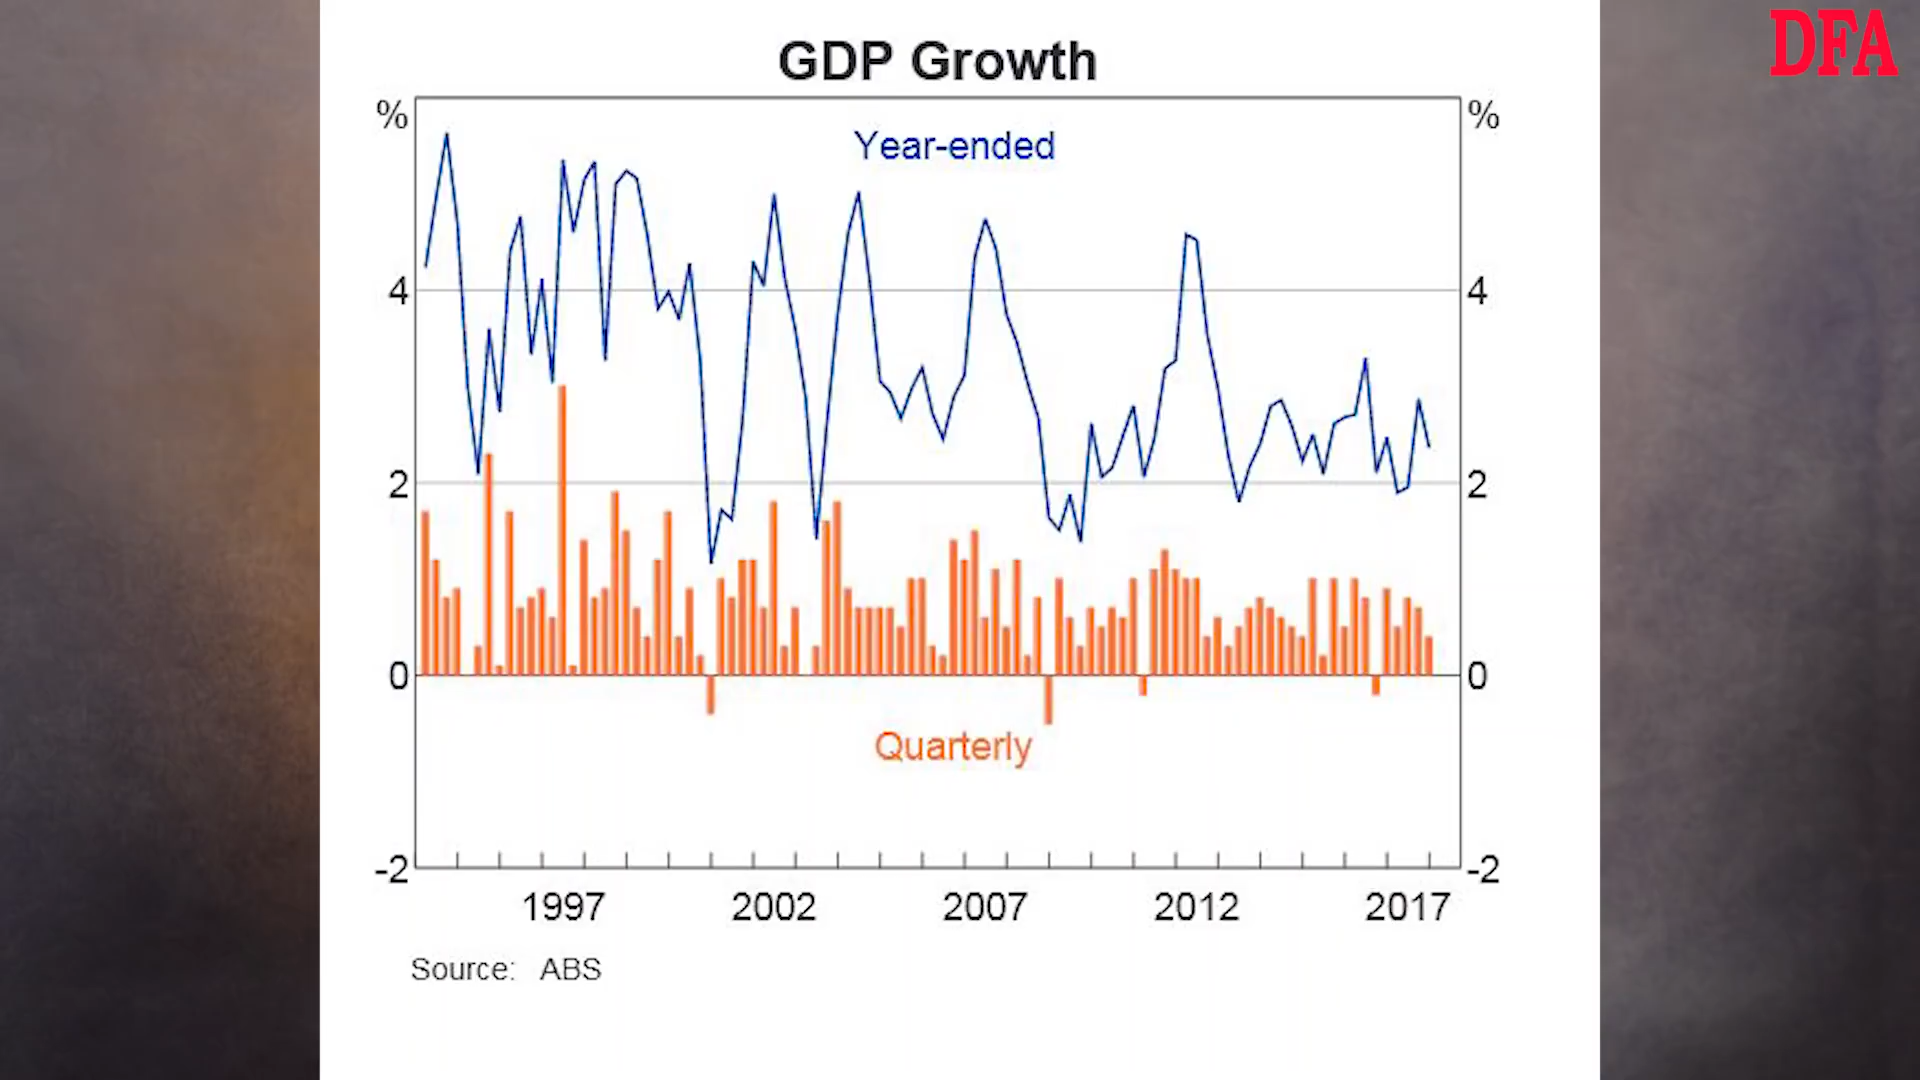 DFA
GDP Growth
% %
Year-ended
4 4
2 2
0 0
Quarterly
-2 -2
1997 2002 2007 2012 2017
Source: ABS